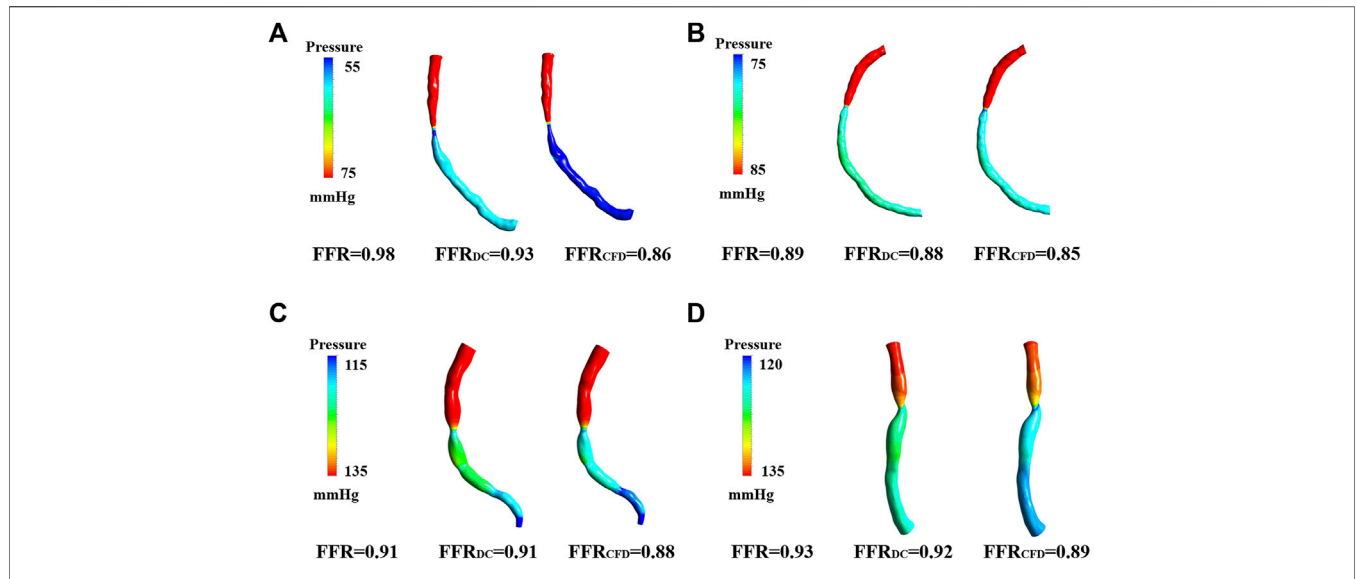 A
Pressure
55
75
mmHg
FFR=0.98 FFRDC=0.93 FFRCFD=0.86
B
Pressure
75
85
mmHg
FFR=0.89 FFRDC=0.88 FFRCFD=0.85
C
Pressure
115
135
mmHg
FFR=0.91 FFRDC=0.91 FFRCFD=0.88
D
Pressure
120
135
mmHg
FFR=0.93 FFRDC=0.92 FFRCFD=0.89